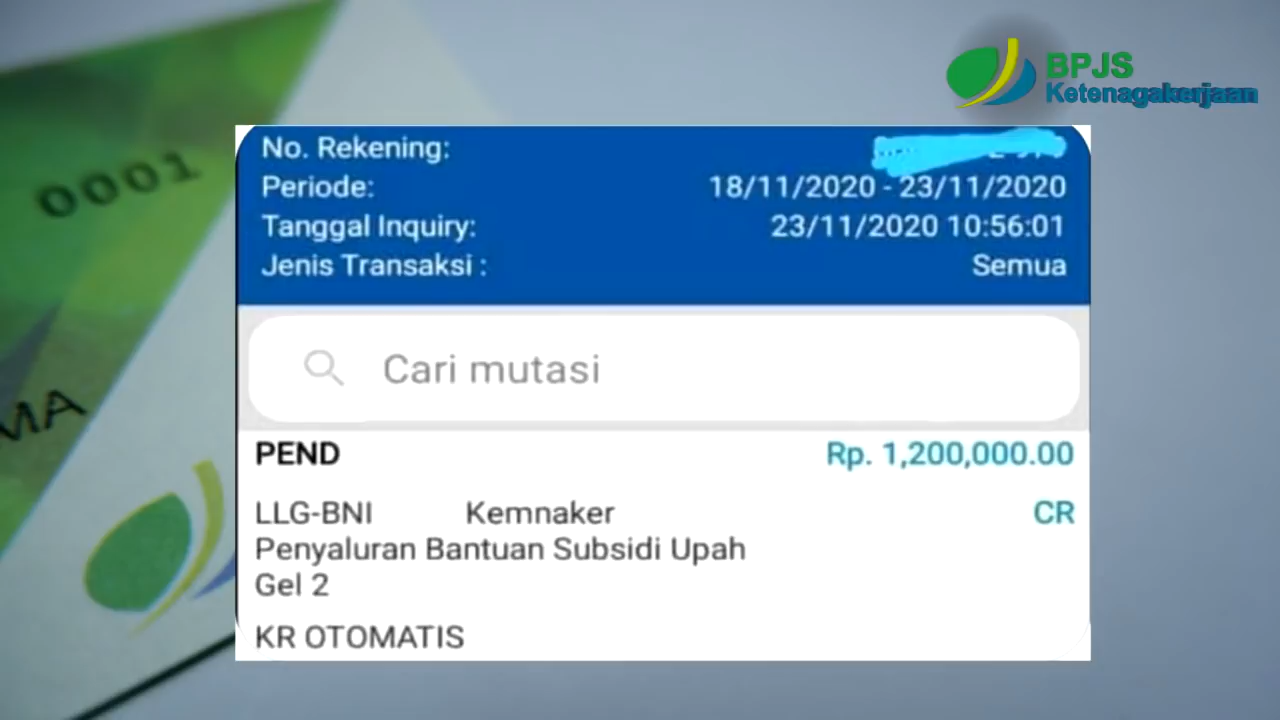 BPJS
Ketenagakerjaan
0001
No. Rekening:
Periode: 18/11/2020 - 23/11/2020
Tanggal Inquiry: 23/11/2020 10:56:01
Jenis Transaksi : Semua
Cari mutasi
MA
PEND Rp. 1,200,000.00
LLG-BNI Kemnaker CR
Penyaluran Bantuan Subsidi Upah
Gel 2
KR OTOMATIS